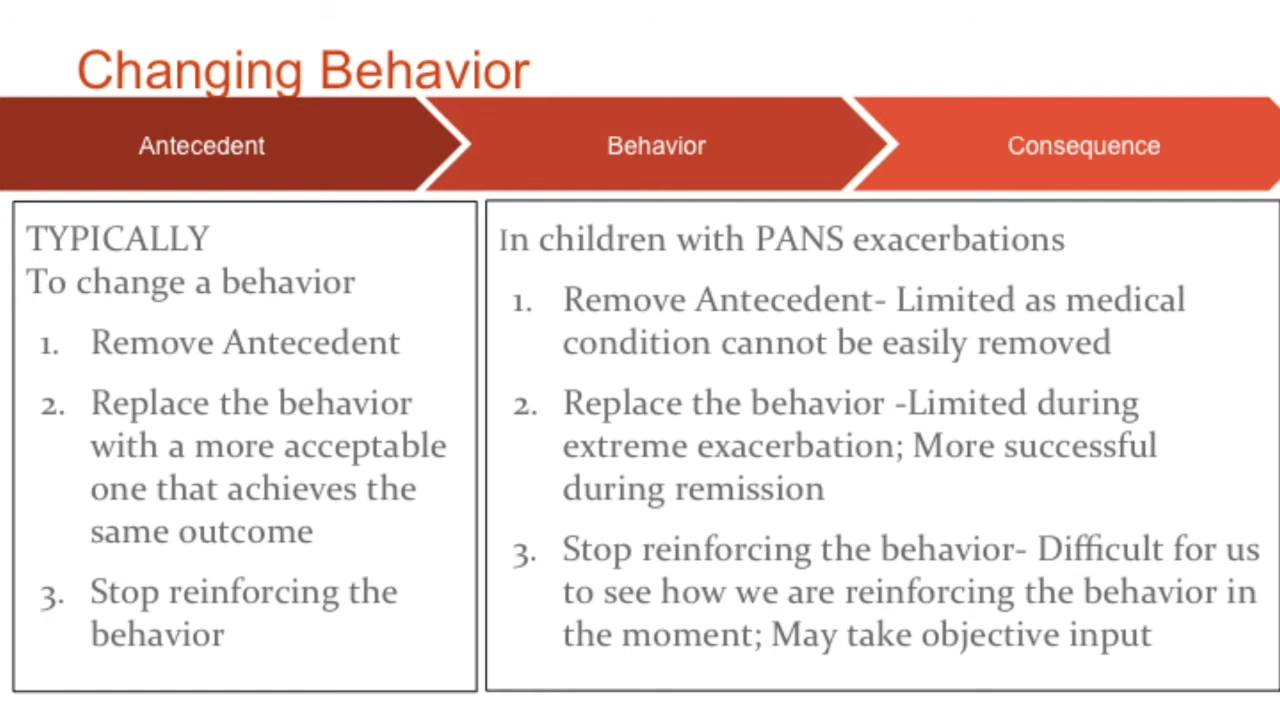 Changing Behavior
Antecedent
Behavior
Consequence
TYPICALLY
To change a behavior
1. Remove Antecedent
2. Replace the behavior
with a more acceptable
one that achieves the
same outcome
3. Stop reinforcing the
behavior
In children with PANS exacerbations
1. Remove Antecedent- Limited as medical
condition cannot be easily removed
2. Replace the behavior -Limited during
extreme exacerbation; More successful
during remission
3. Stop reinforcing the behavior- Difficult for us
to see how we are reinforcing the behavior in
the moment; May take objective input